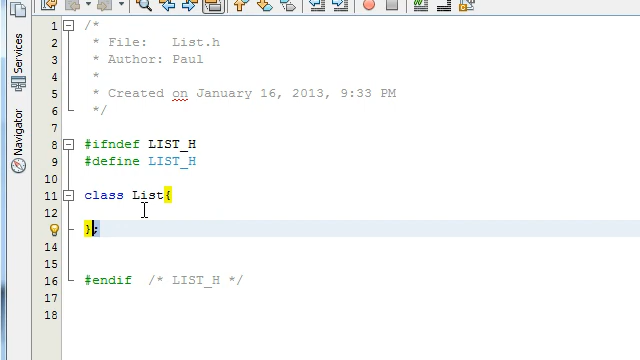 Services
Navigator
1 /*
2 * File: List.h
3 * Author: Paul
4 *
5 * Created on January 16, 2013, 9:33 PM
6 */
7
8 #ifndef LIST_H
9 #define LIST_H
10
11 class List{
12
};
14
15
16 #endif /* LIST_H */
17
18